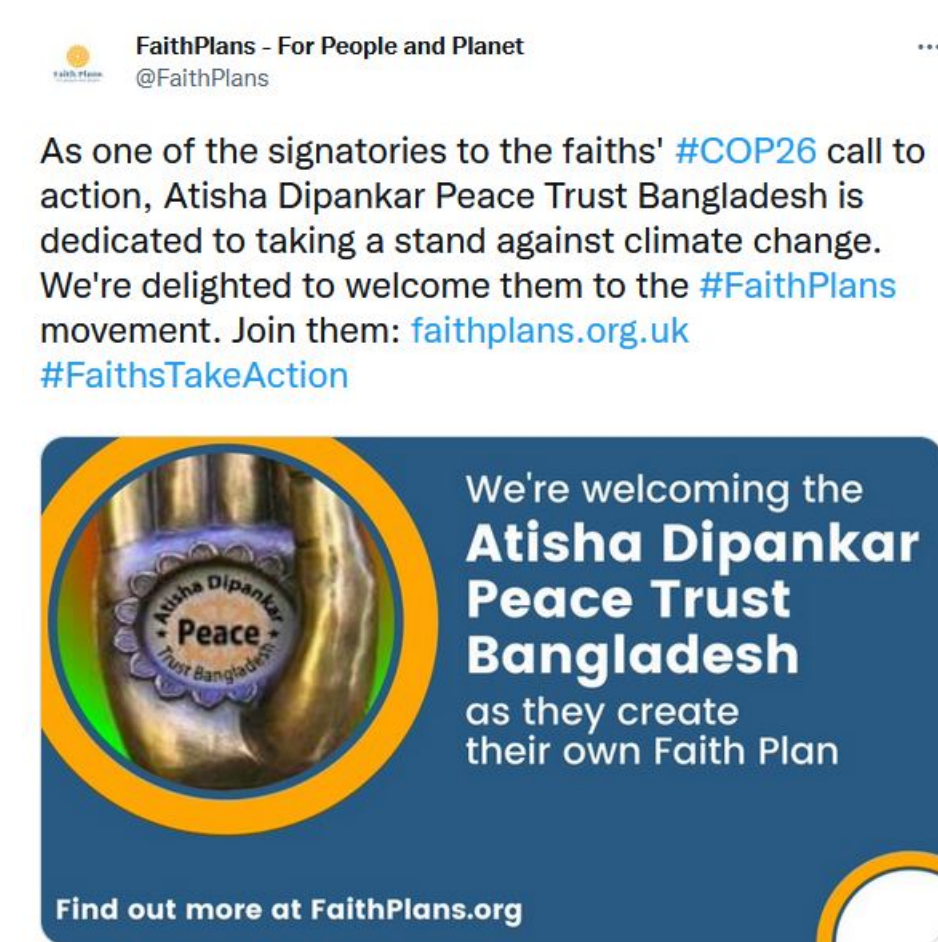 FaithPlans - For People and Planet
@FaithPlans
Faith Plans
As one of the signatories to the faiths' #COP26 call to
action, Atisha Dipankar Peace Trust Bangladesh is
dedicated to taking a stand against climate change.
We're delighted to welcome them to the #FaithPlans
movement. Join them: faithplans.org.uk
#FaithsTakeAction
Atisha Dipankar
Peace
Trust Bangladesh
We're welcoming the
Atisha Dipankar
Peace Trust
Bangladesh
as they create
their own Faith Plan
Find out more at FaithPlans.org